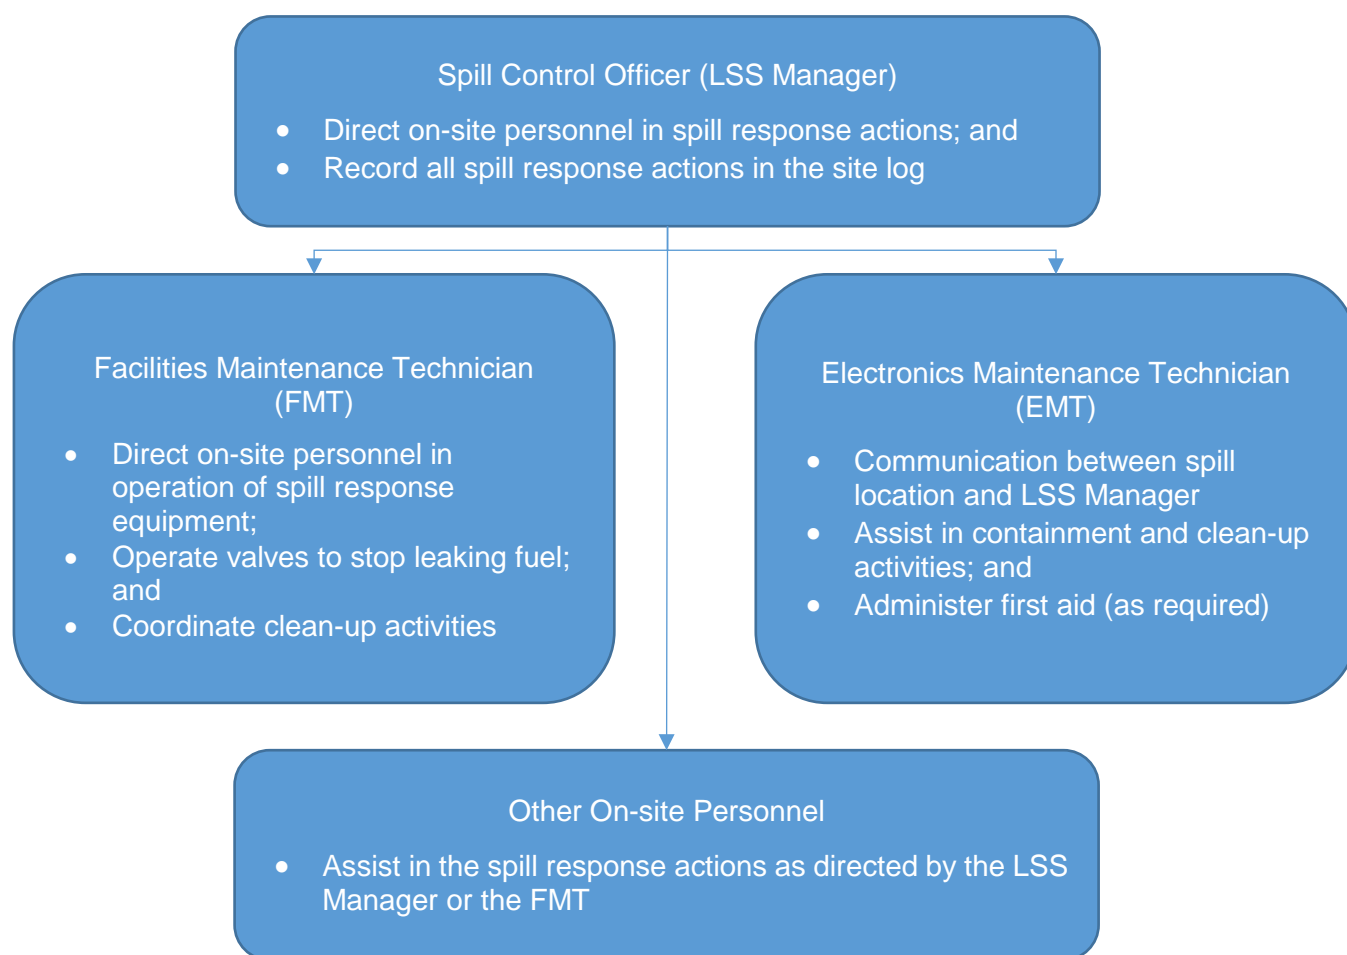 Spill Control Officer (LSS Manager)
● Direct on-site personnel in spill response actions; and
● Record all spill response actions in the site log
Facilities Maintenance Technician
(FMT)
● Direct on-site personnel in
operation of spill response
equipment;
● Operate valves to stop leaking fuel;
and
● Coordinate clean-up activities
Electronics Maintenance Technician
(EMT)
● Communication between spill
location and LSS Manager
● Assist in containment and clean-up
activities; and
● Administer first aid (as required)
Other On-site Personnel
● Assist in the spill response actions as directed by the LSS
Manager or the FMT